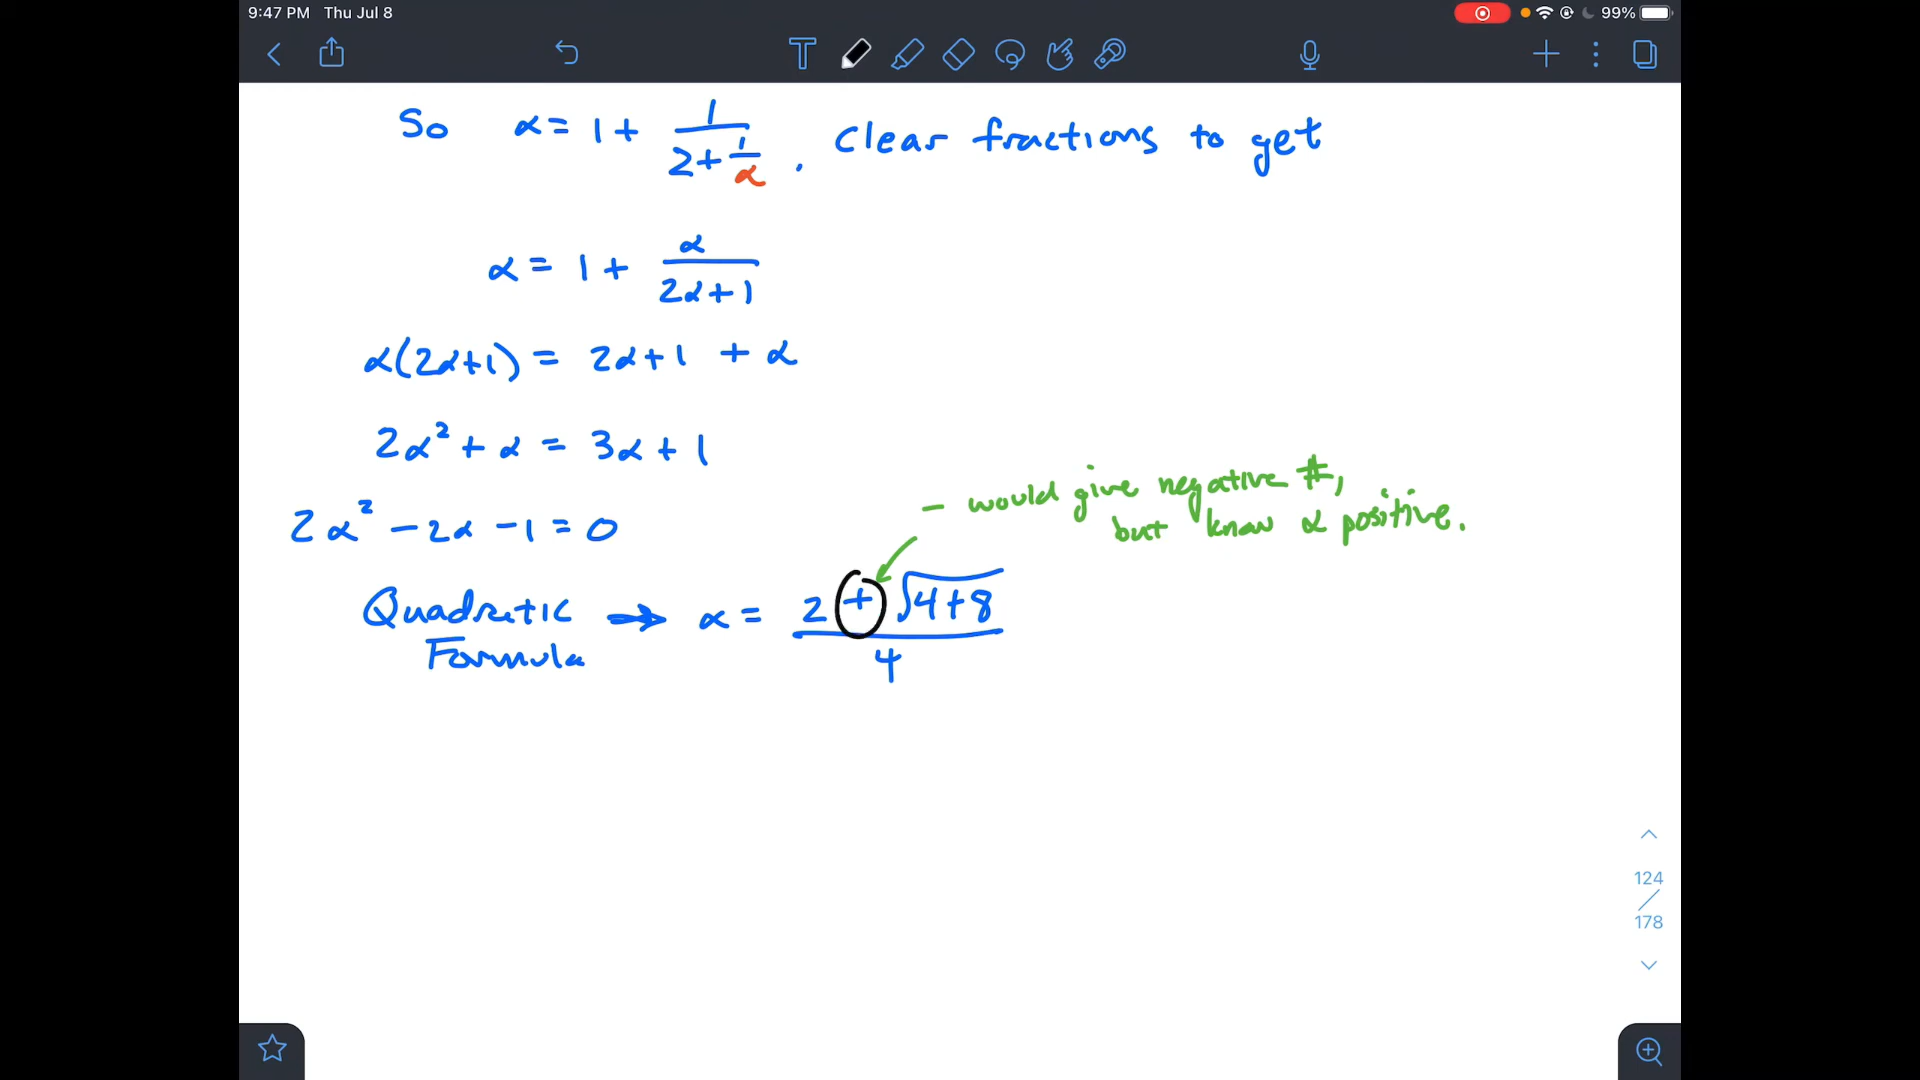 9:47 PM Thu Jul 8
99%
So α = 1 + 1/(2 + 1/α) . Clear fractions to get
α = 1 + α/(2α+1)
α(2α+1) = 2α+1 + α
2α² + α = 3α + 1
2α² - 2α - 1 = 0
- would give negative #,
but know α positive.
Quadratic Formula → α = (2 + √(4+8))/4
124
/
178